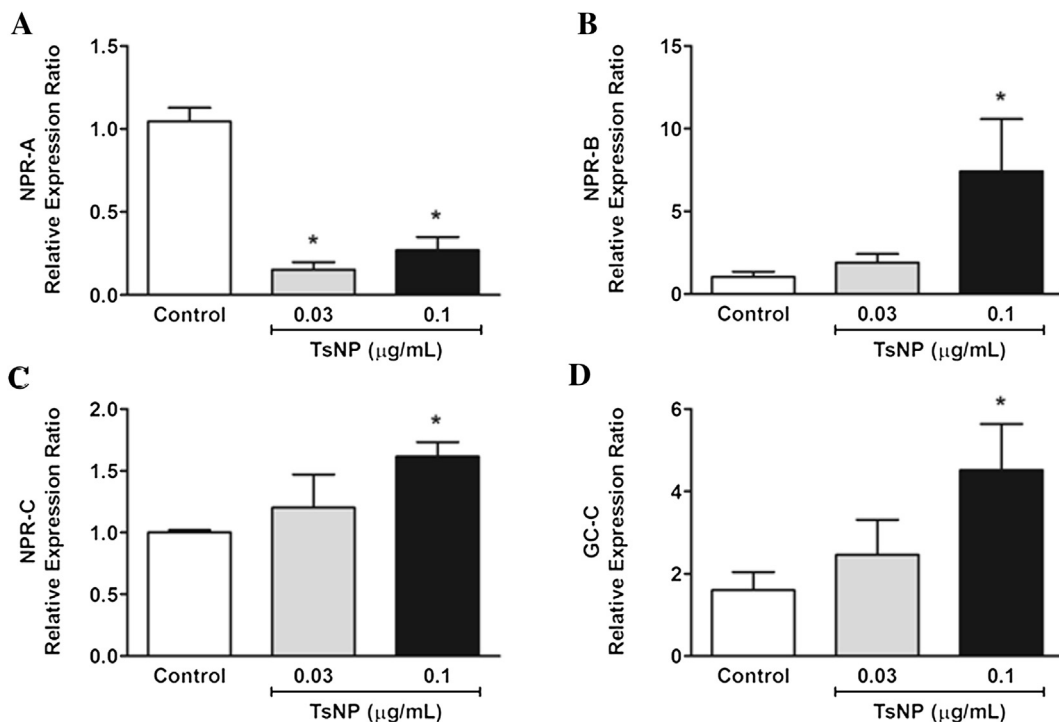 A
NPR-A
Relative Expression Ratio
1.5
1.0
0.5
0.0
*
*
Control
0.03
0.1
TsNP (μg/mL)
B
NPR-B
Relative Expression Ratio
15
10
5
0
*
Control
0.03
0.1
TsNP (μg/mL)
C
NPR-C
Relative Expression Ratio
2.0
1.5
1.0
0.5
0.0
*
Control
0.03
0.1
TsNP (μg/mL)
D
GC-C
Relative Expression Ratio
6
4
2
0
*
Control
0.03
0.1
TsNP (μg/mL)